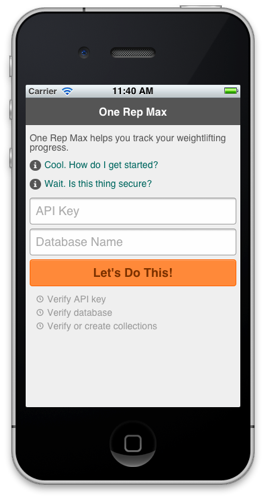 Carrier 11:40 AM
One Rep Max
One Rep Max helps you track your weightlifting
progress.
Cool. How do I get started?
Wait. Is this thing secure?
API Key
Database Name
Let's Do This!
Verify API key
Verify database
Verify or create collections